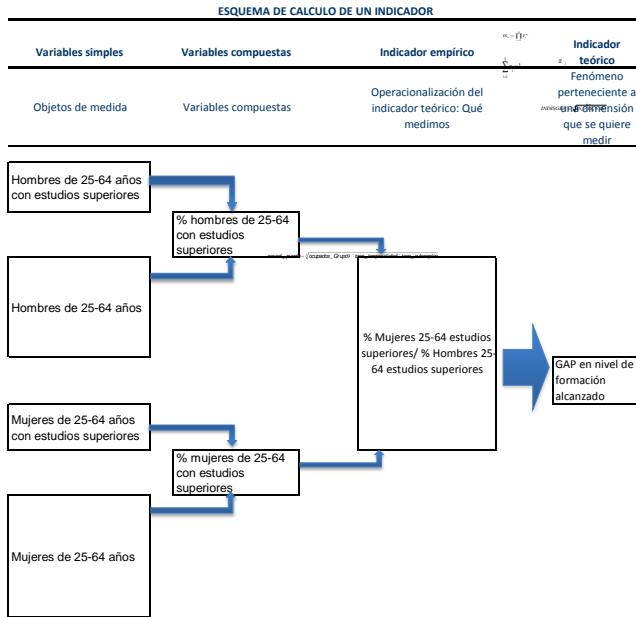 ESQUEMA DE CALCULO DE UN INDICADOR
Variables simples
Variables compuestas
Indicador empírico
Indicador
teórico
Objetos de medida
Variables compuestas
Operacionalización del
indicador teórico: Qué
medimos
Fenómeno
perteneciente a
una dimensión
que se quiere
medir
Hombres de 25-64 años
con estudios superiores
% hombres de 25-64
con estudios
superiores
Hombres de 25-64 años
% Mujeres 25-64 estudios
superiores/ % Hombres 25-
64 estudios superiores
GAP en nivel de
formación
alcanzado
Mujeres de 25-64 años
con estudios superiores
% mujeres de 25-64
con estudios
superiores
Mujeres de 25-64 años